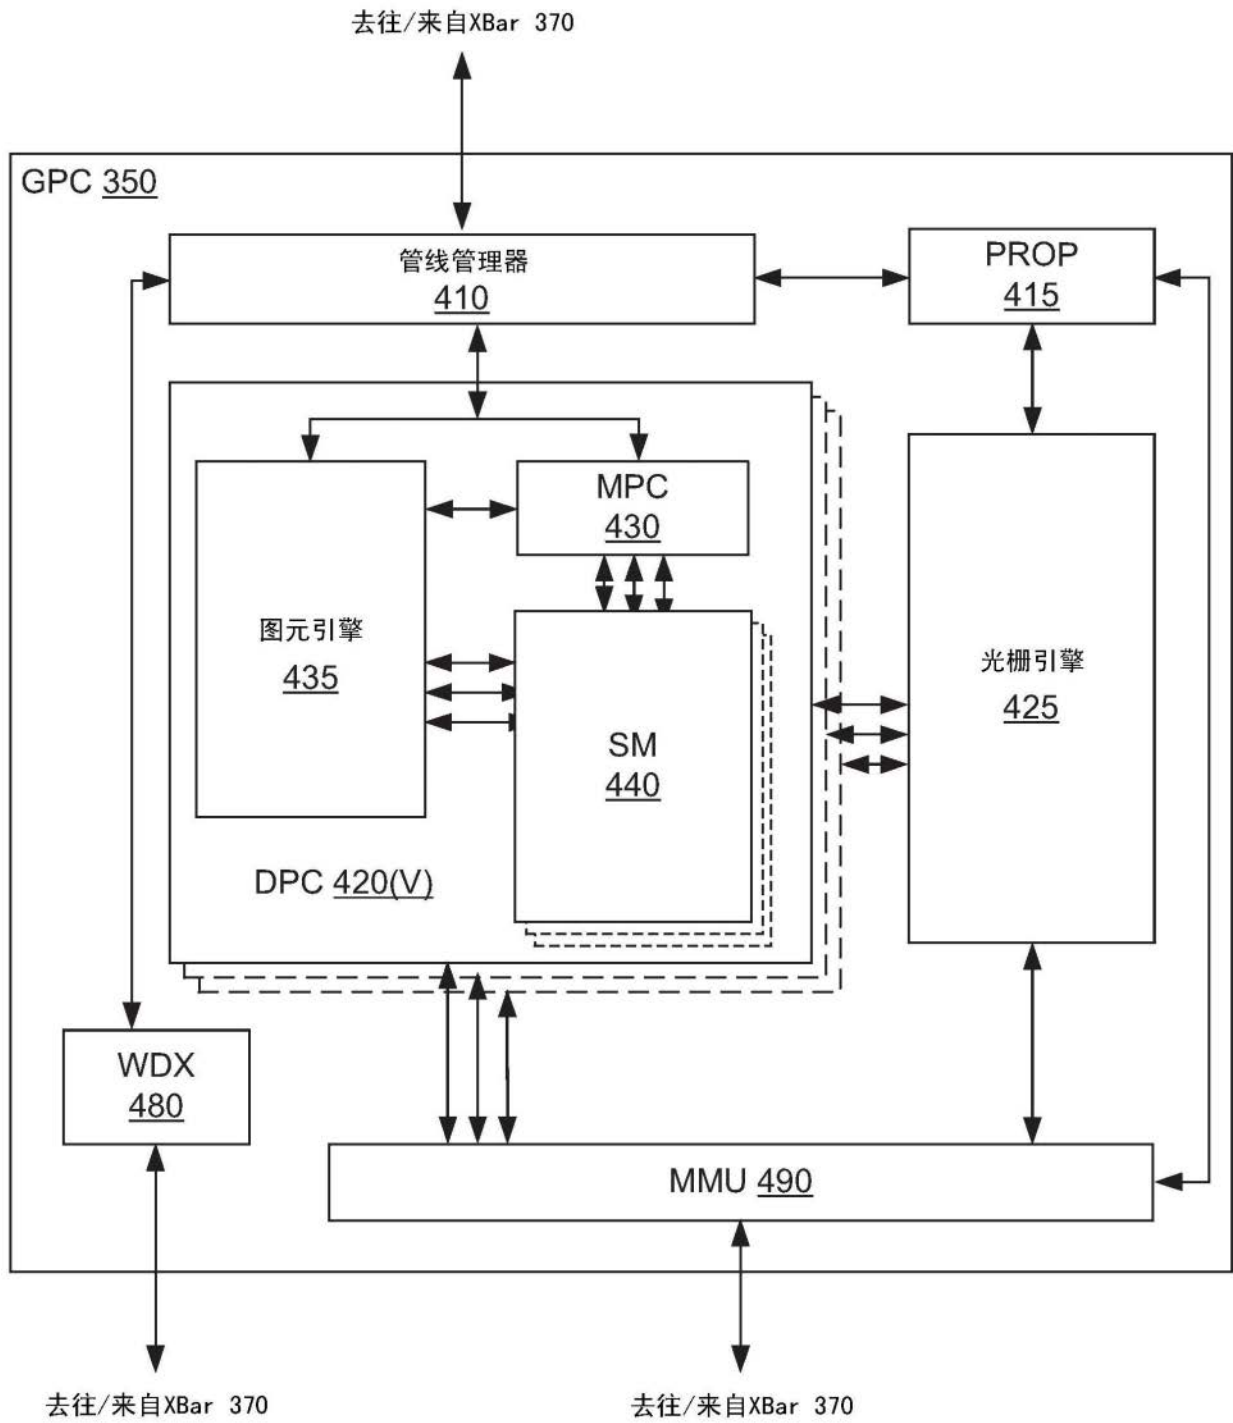 去往/来自XBar 370
GPC 350
管线管理器
410
PROP
415
MPC
430
图元引擎
435
SM
440
光栅引擎
425
DPC 420(V)
WDX
480
MMU 490
去往/来自XBar 370
去往/来自XBar 370